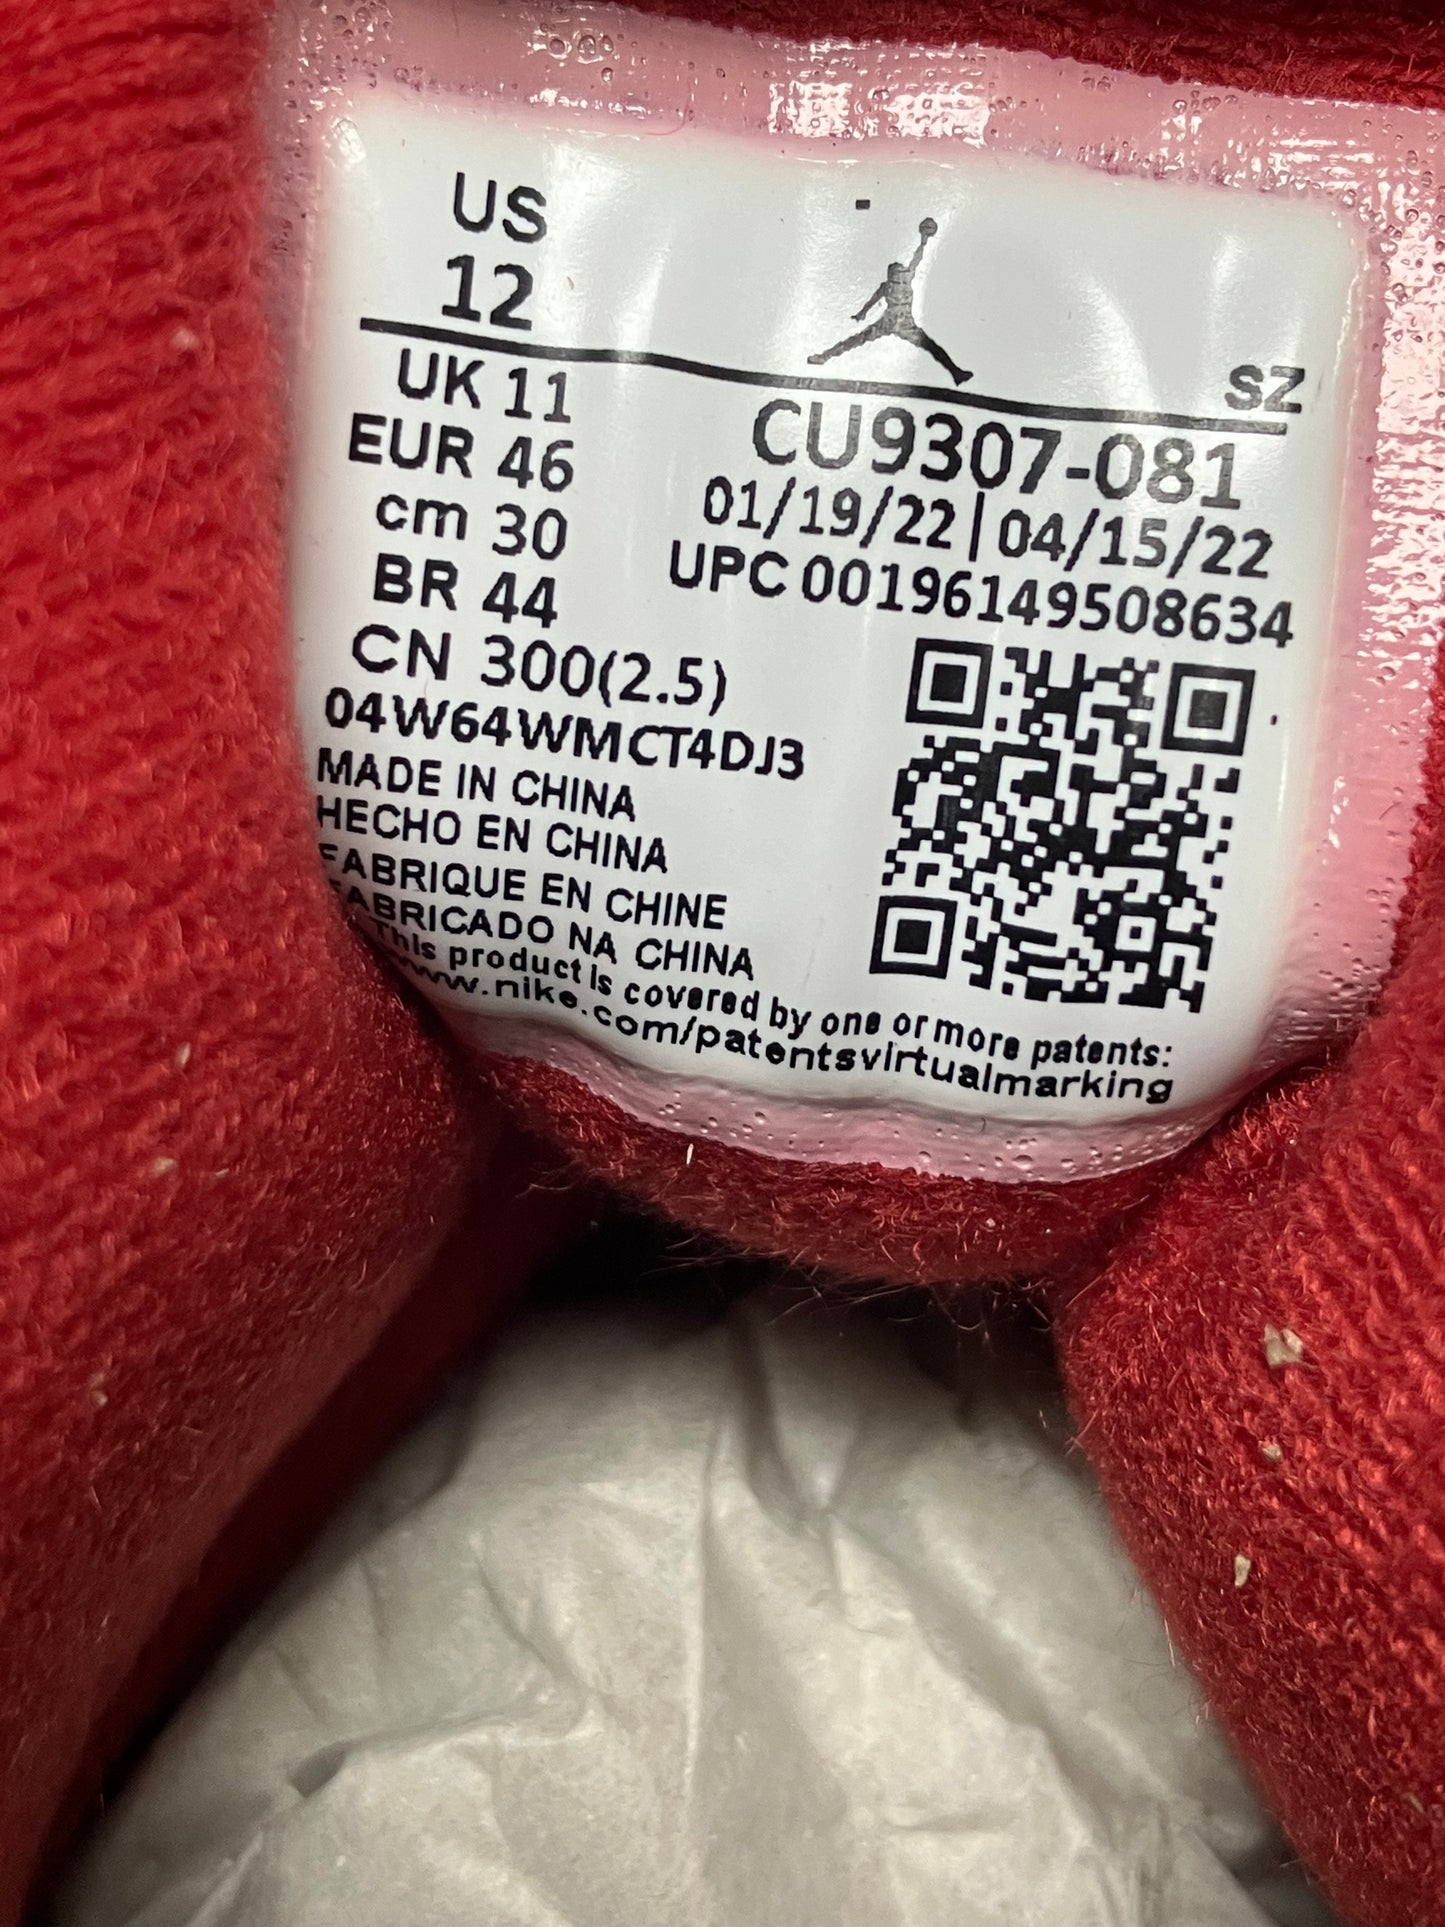 US
12
SZ
UK 11
EUR 46
cm 30
BR 44
CN 300(2.5)
04W64WMCT4DJ3
CU9307-081
01/19/22|04/15/22
UPC 00196149508634
MADE IN CHINA
HECHO EN CHINA
FABRIQUE EN CHINE
FABRICADO NA CHINA
This product is covered by one or more patents:
www.nike.com/patentsvirtualmarking